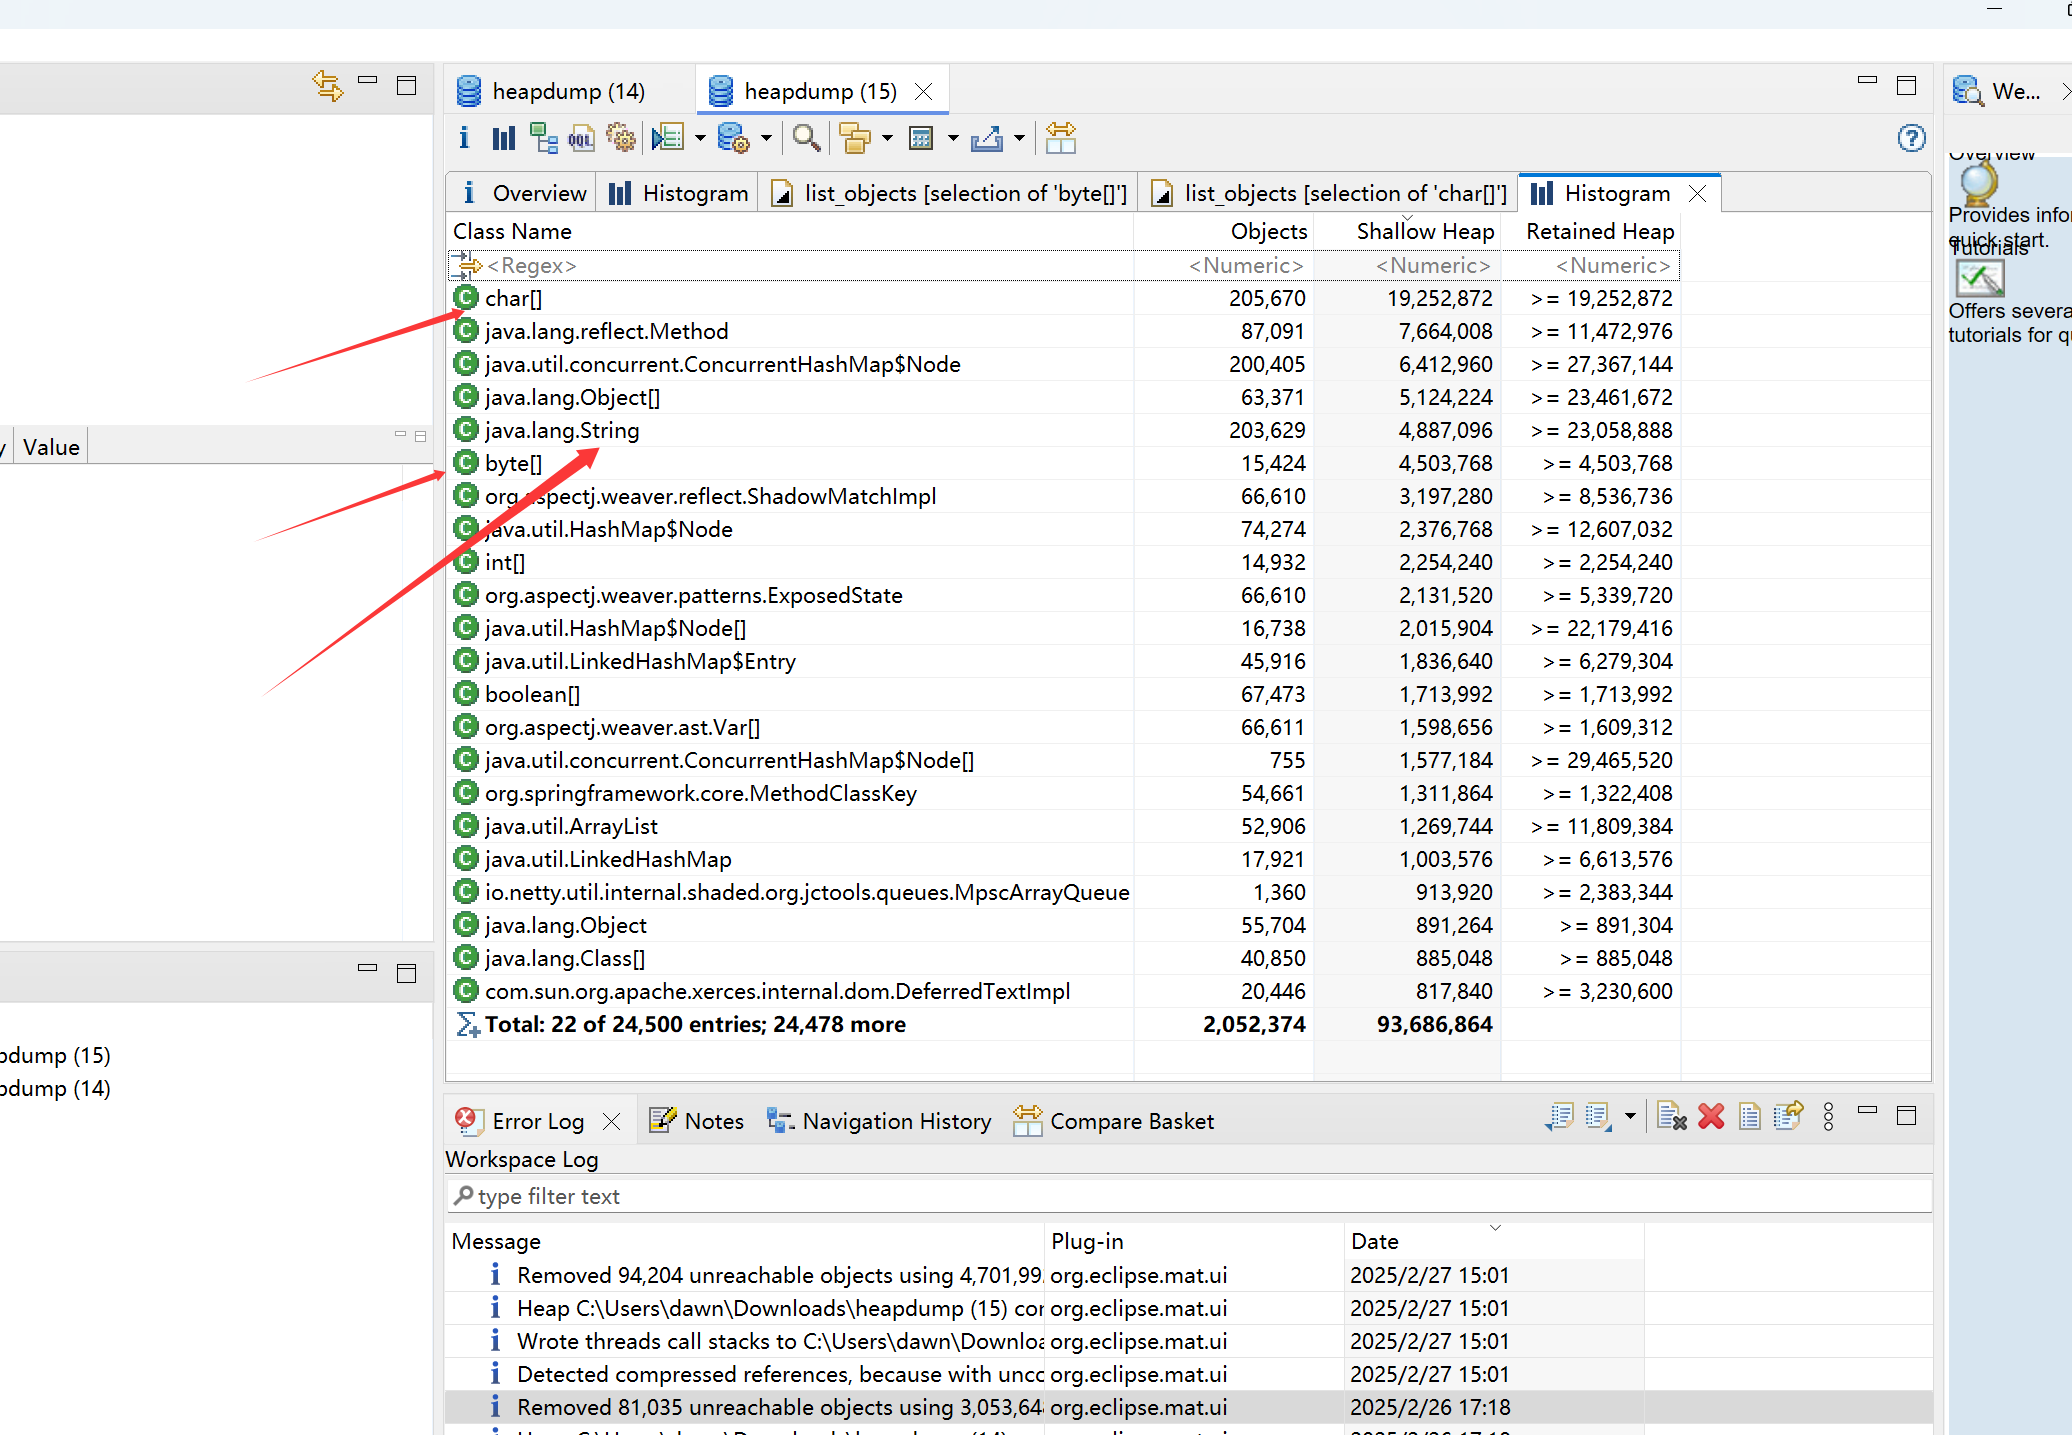 heapdump (14)
heapdump (15)
We...
Overview
Histogram
list_objects [selection of 'byte[]']
list_objects [selection of 'char[]']
Histogram
Class Name Objects Shallow Heap Retained Heap
<Regex> <Numeric> <Numeric> <Numeric>
char[] 205,670 19,252,872 >= 19,252,872
java.lang.reflect.Method 87,091 7,664,008 >= 11,472,976
java.util.concurrent.ConcurrentHashMap$Node 200,405 6,412,960 >= 27,367,144
java.lang.Object[] 63,371 5,124,224 >= 23,461,672
java.lang.String 203,629 4,887,096 >= 23,058,888
byte[] 15,424 4,503,768 >= 4,503,768
org.aspectj.weaver.reflect.ShadowMatchImpl 66,610 3,197,280 >= 8,536,736
java.util.HashMap$Node 74,274 2,376,768 >= 12,607,032
int[] 14,932 2,254,240 >= 2,254,240
org.aspectj.weaver.patterns.ExposedState 66,610 2,131,520 >= 5,339,720
java.util.HashMap$Node[] 16,738 2,015,904 >= 22,179,416
java.util.LinkedHashMap$Entry 45,916 1,836,640 >= 6,279,304
boolean[] 67,473 1,713,992 >= 1,713,992
org.aspectj.weaver.ast.Var[] 66,611 1,598,656 >= 1,609,312
java.util.concurrent.ConcurrentHashMap$Node[] 755 1,577,184 >= 29,465,520
org.springframework.core.MethodClassKey 54,661 1,311,864 >= 1,322,408
java.util.ArrayList 52,906 1,269,744 >= 11,809,384
java.util.LinkedHashMap 17,921 1,003,576 >= 6,613,576
io.netty.util.internal.shaded.org.jctools.queues.MpscArrayQueue 1,360 913,920 >= 2,383,344
java.lang.Object 55,704 891,264 >= 891,304
java.lang.Class[] 40,850 885,048 >= 885,048
com.sun.org.apache.xerces.internal.dom.DeferredTextImpl 20,446 817,840 >= 3,230,600
Total: 22 of 24,500 entries; 24,478 more 2,052,374 93,686,864
Value
pdump (15)
pdump (14)
Overview
Provides info
quick start.
Tutorials
Offers severa
tutorials for q
Error Log
Notes
Navigation History
Compare Basket
Workspace Log
type filter text
Message Plug-in Date
Removed 94,204 unreachable objects using 4,701,99 org.eclipse.mat.ui 2025/2/27 15:01
Heap C:\Users\dawn\Downloads\heapdump (15) cor org.eclipse.mat.ui 2025/2/27 15:01
Wrote threads call stacks to C:\Users\dawn\Downloa org.eclipse.mat.ui 2025/2/27 15:01
Detected compressed references, because with unco org.eclipse.mat.ui 2025/2/27 15:01
Removed 81,035 unreachable objects using 3,053,64 org.eclipse.mat.ui 2025/2/26 17:18